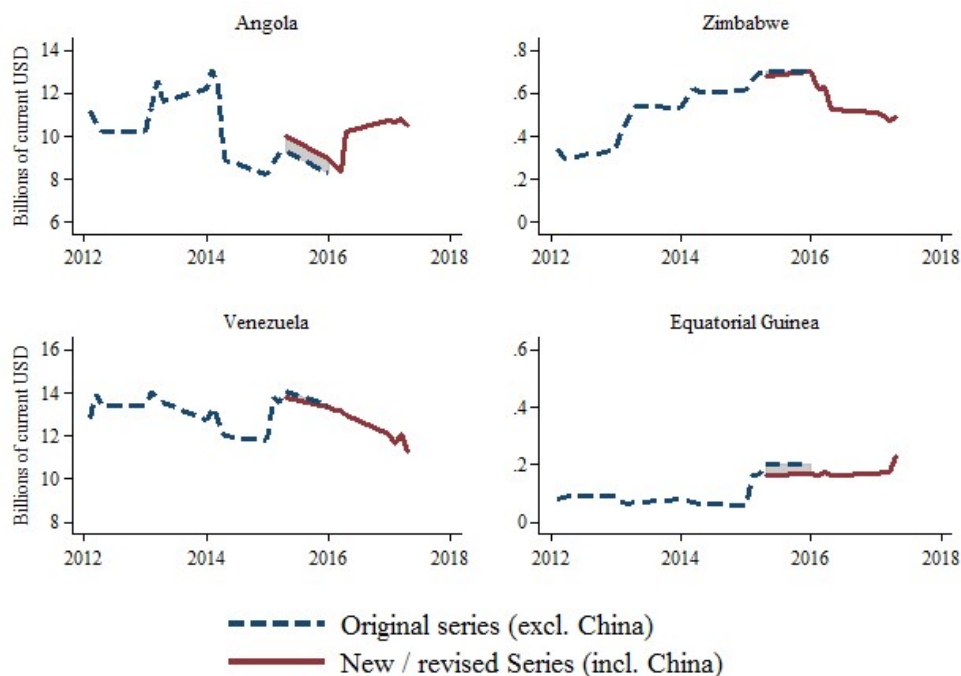 Angola
Zimbabwe
Billions of current USD
14
12
10
8
6
2012 2014 2016 2018
.8
.6
.4
.2
0
2012 2014 2016 2018
Venezuela
Equatorial Guinea
Billions of current USD
16
14
12
10
8
2012 2014 2016 2018
.6
.4
.2
0
2012 2014 2016 2018
Original series (excl. China)
New / revised Series (incl. China)